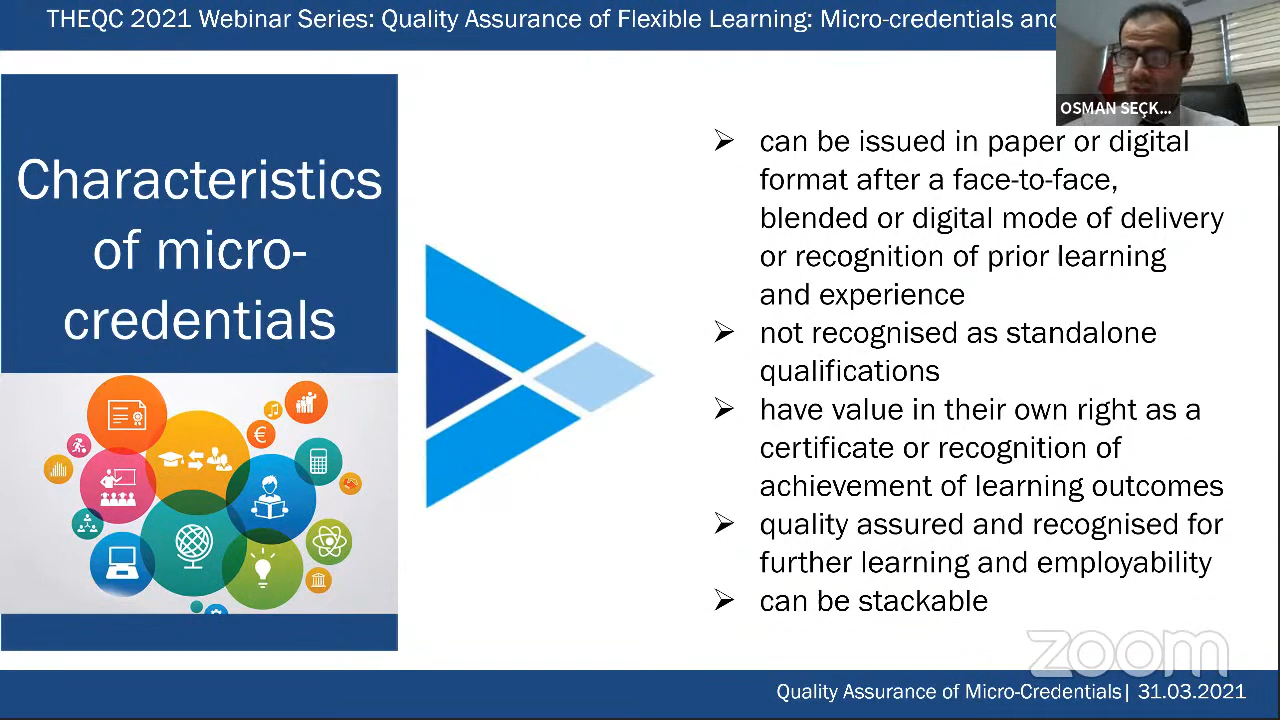 THEQC 2021 Webinar Series: Quality Assurance of Flexible Learning: Micro-credentials and
OSMAN SEÇK...
Characteristics
of micro-
credentials
can be issued in paper or digital
format after a face-to-face,
blended or digital mode of delivery
or recognition of prior learning
and experience
not recognised as standalone
qualifications
have value in their own right as a
certificate or recognition of
achievement of learning outcomes
quality assured and recognised for
further learning and employability
can be stackable
zoom
Quality Assurance of Micro-Credentials| 31.03.2021